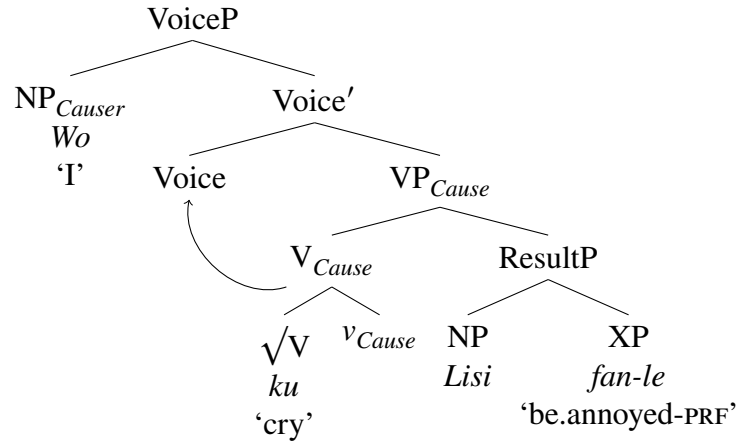 VoiceP
NP_Causer
Wo
‘I’
Voice′
Voice
VP_Cause
V_Cause
√V
ku
‘cry’
v_Cause
ResultP
NP
Lisi
XP
fan-le
‘be.annoyed-PRF’